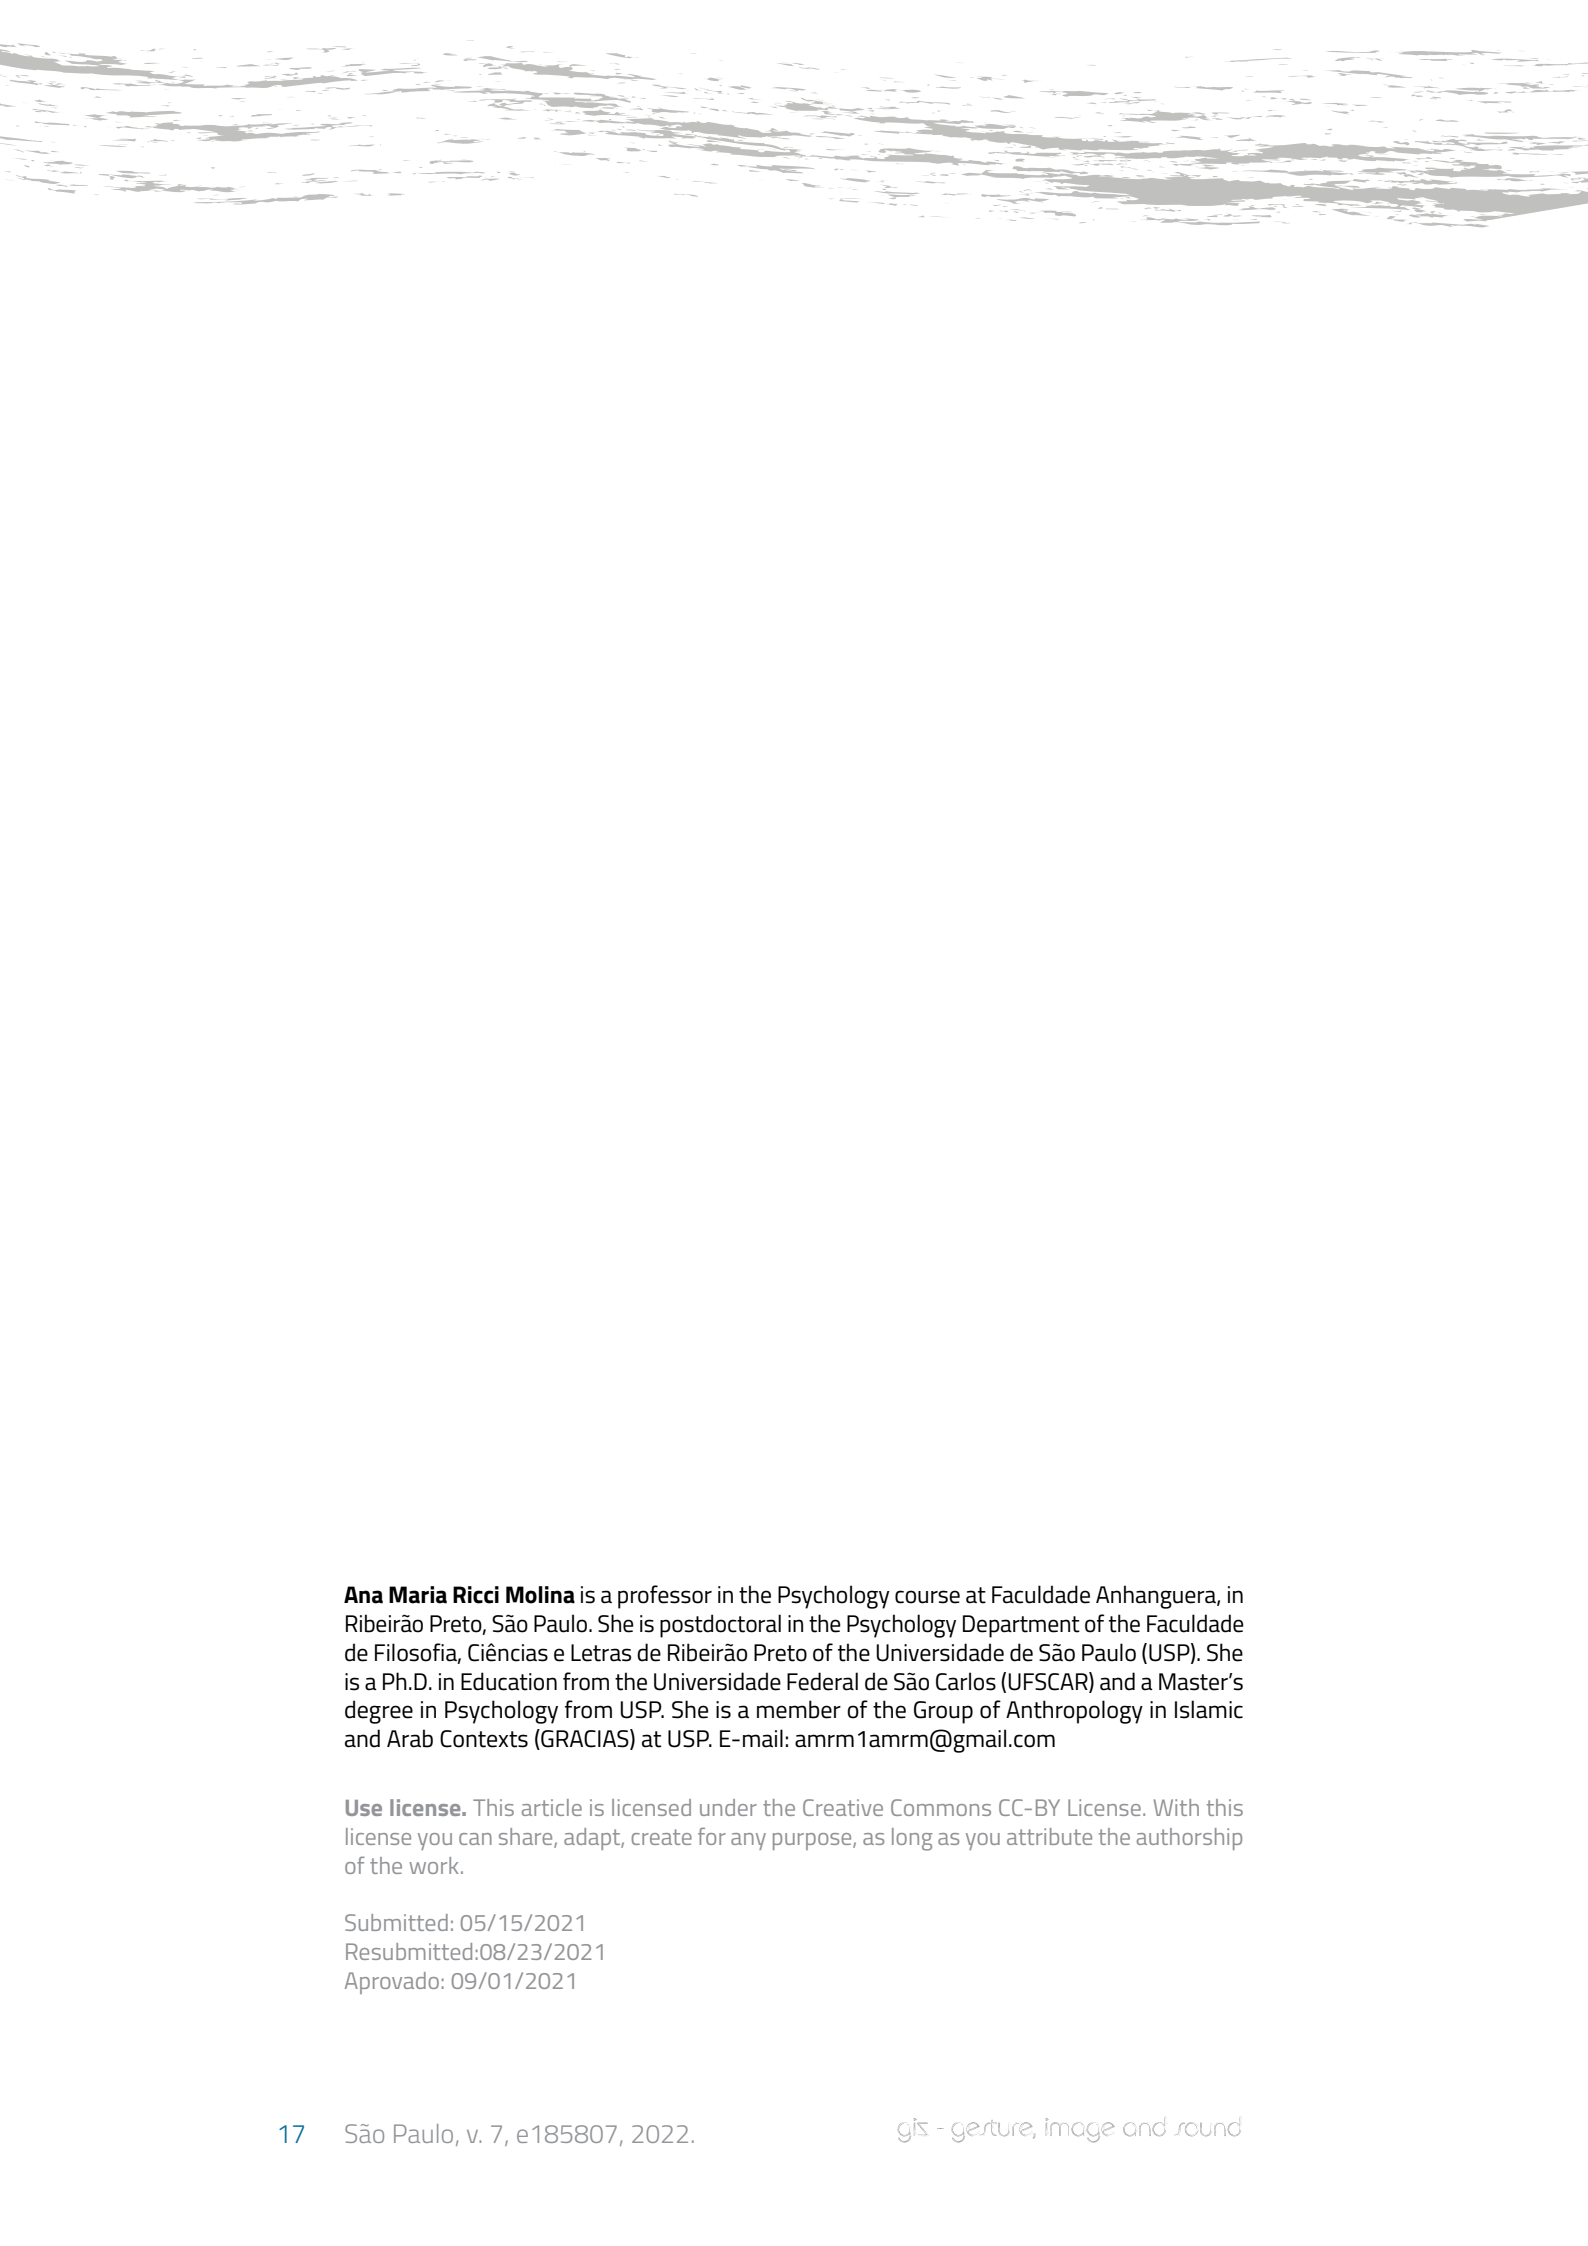 Ana Maria Ricci Molina is a professor in the Psychology course at Faculdade Anhanguera, in
Ribeirão Preto, São Paulo. She is postdoctoral in the Psychology Department of the Faculdade
de Filosofia, Ciências e Letras de Ribeirão Preto of the Universidade de São Paulo (USP). She
is a Ph.D. in Education from the Universidade Federal de São Carlos (UFSCAR) and a Master’s
degree in Psychology from USP. She is a member of the Group of Anthropology in Islamic
and Arab Contexts (GRACIAS) at USP. E-mail: amrm1amrm@gmail.com
Use license. This article is licensed under the Creative Commons CC-BY License. With this
license you can share, adapt, create for any purpose, as long as you attribute the authorship
of the work.
Submitted: 05/15/2021
Resubmitted:08/23/2021
Aprovado: 09/01/2021
17 São Paulo, v. 7, e185807, 2022.
gis - gesture, image and sound